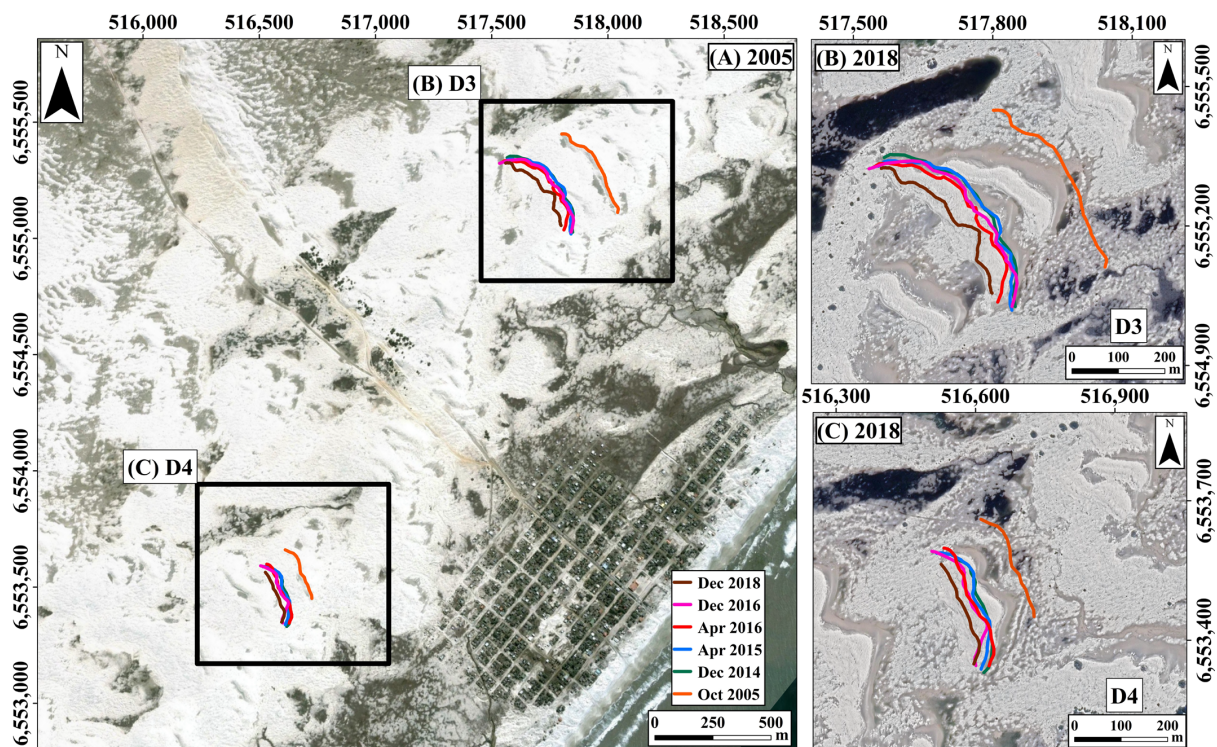 516,000 516,500 517,000 517,500 518,000 518,500
N
(A) 2005
(B) D3
6,555,500
6,555,000
6,554,500
6,554,000
6,553,500
6,553,000
(C) D4
Dec 2018
Dec 2016
Apr 2016
Apr 2015
Dec 2014
Oct 2005
0 250 500
m
517,500 517,800 518,100
(B) 2018
N
6,555,500
6,555,200
6,554,900
D3
0 100 200
m
516,300 516,600 516,900
(C) 2018
N
6,553,700
6,553,400
D4
0 100 200
m